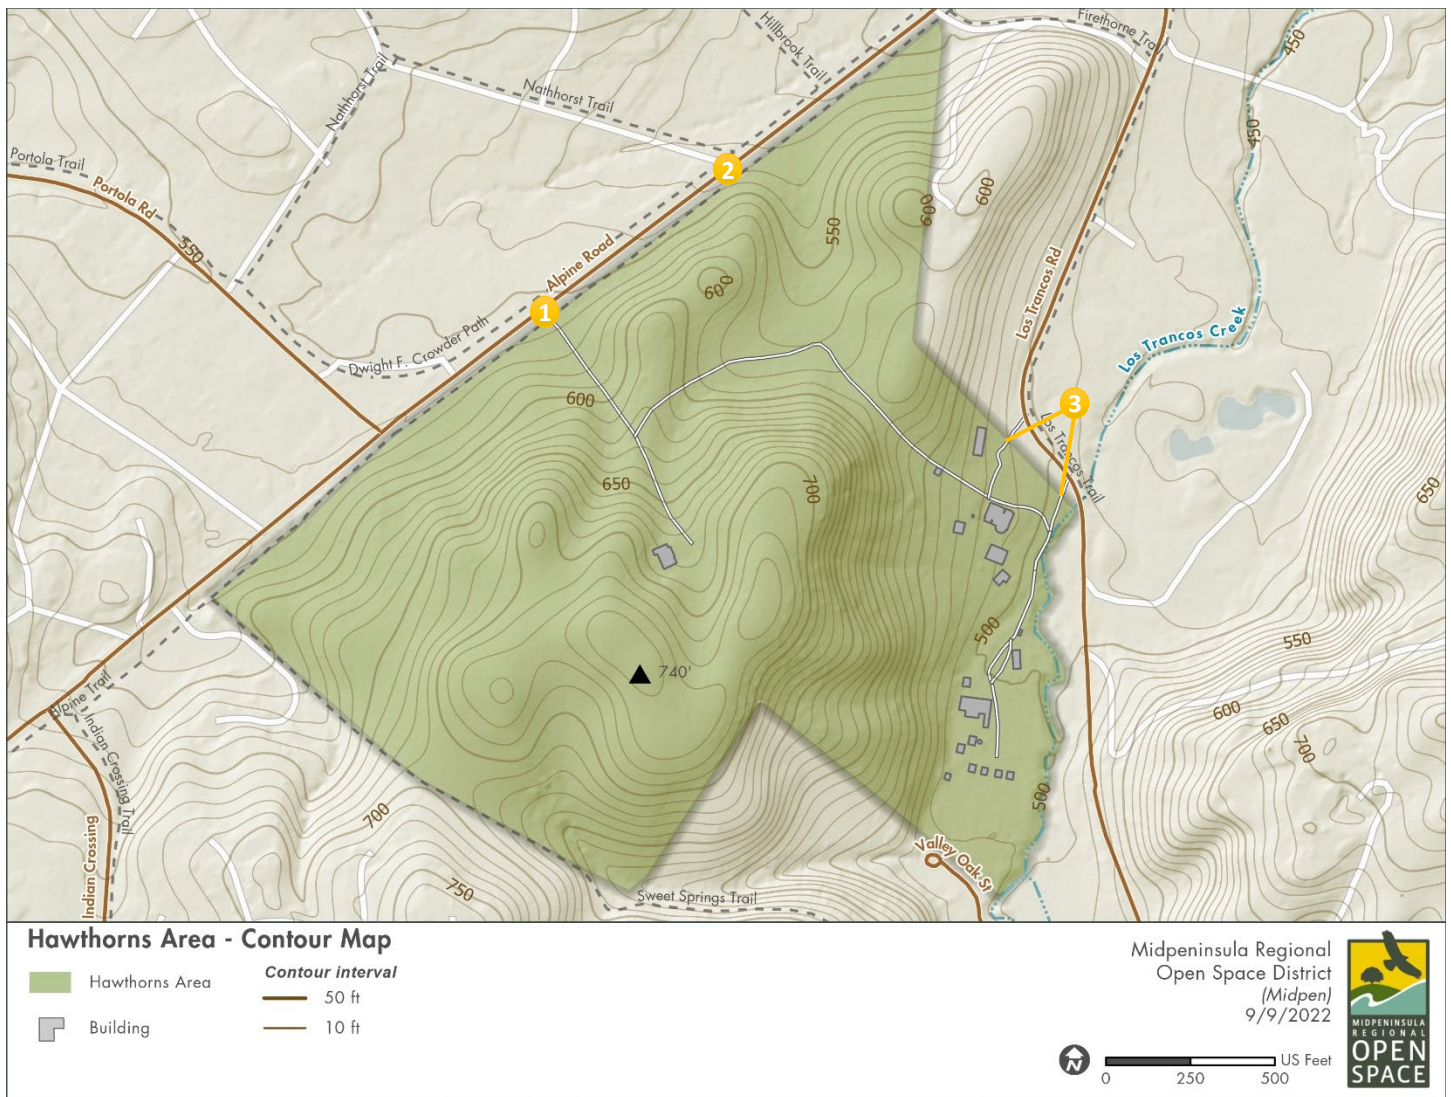 Firethorne Trail
Hillbrook Trail
450
Nathhorst Trail
Nathhorst Trail
450
Portola Trail
2
Portola Rd
600
600
550
550
Alpine Road
600
Los Trancos Rd
1
Los Trancos Creek
Dwight F. Crowder Path
600
3
Los Trancos Trail
650
700
650
500
550
740'
Alpine Trail
600
650
700
Indian Crossing Trail
700
500
Indian Crossing
Valley Oak St
750
Sweet Springs Trail
Hawthorns Area - Contour Map
Hawthorns Area
Building
Contour interval
50 ft
10 ft
Midpeninsula Regional
Open Space District
(Midpen)
9/9/2022
N
US Feet
0 250 500
MIDPENINSULA
REGIONAL
OPEN
SPACE